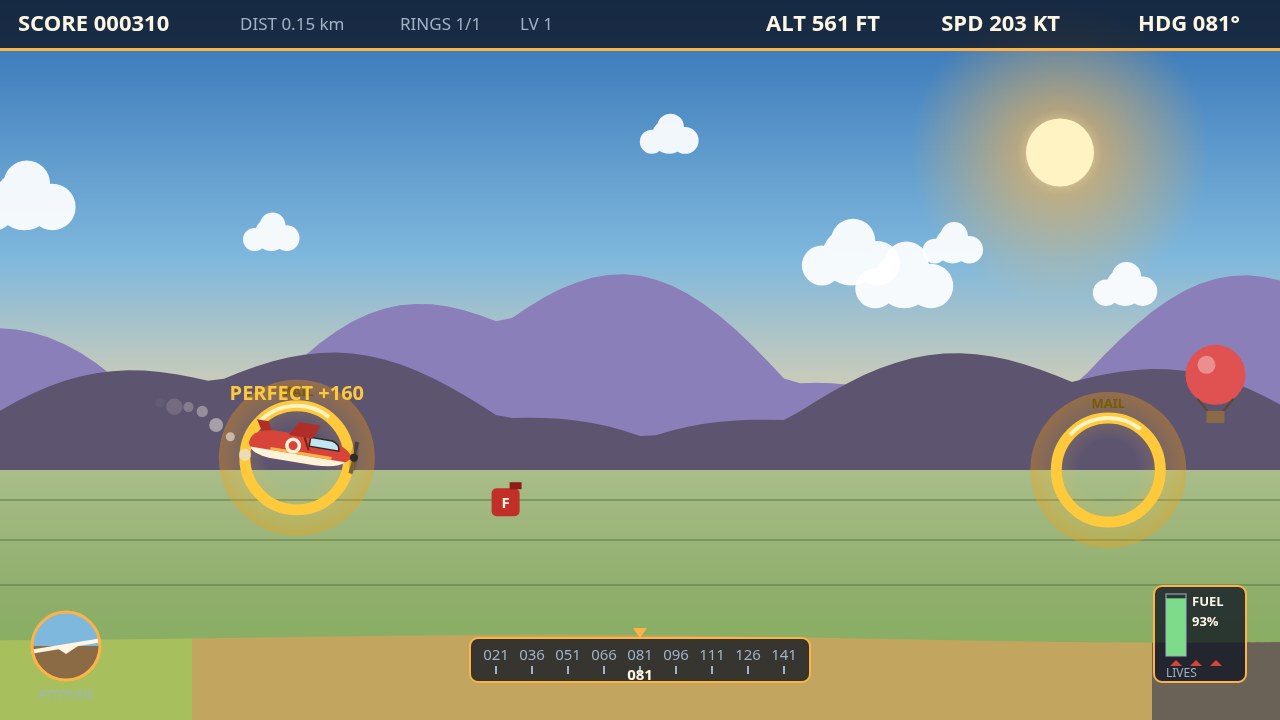 SCORE 000310 DIST 0.15 km RINGS 1/1 LV 1 ALT 561 FT SPD 203 KT HDG 081°
PERFECT +160
MAIL
F
FUEL
93%
021 036 051 066 081 096 111 126 141
081
LIVES